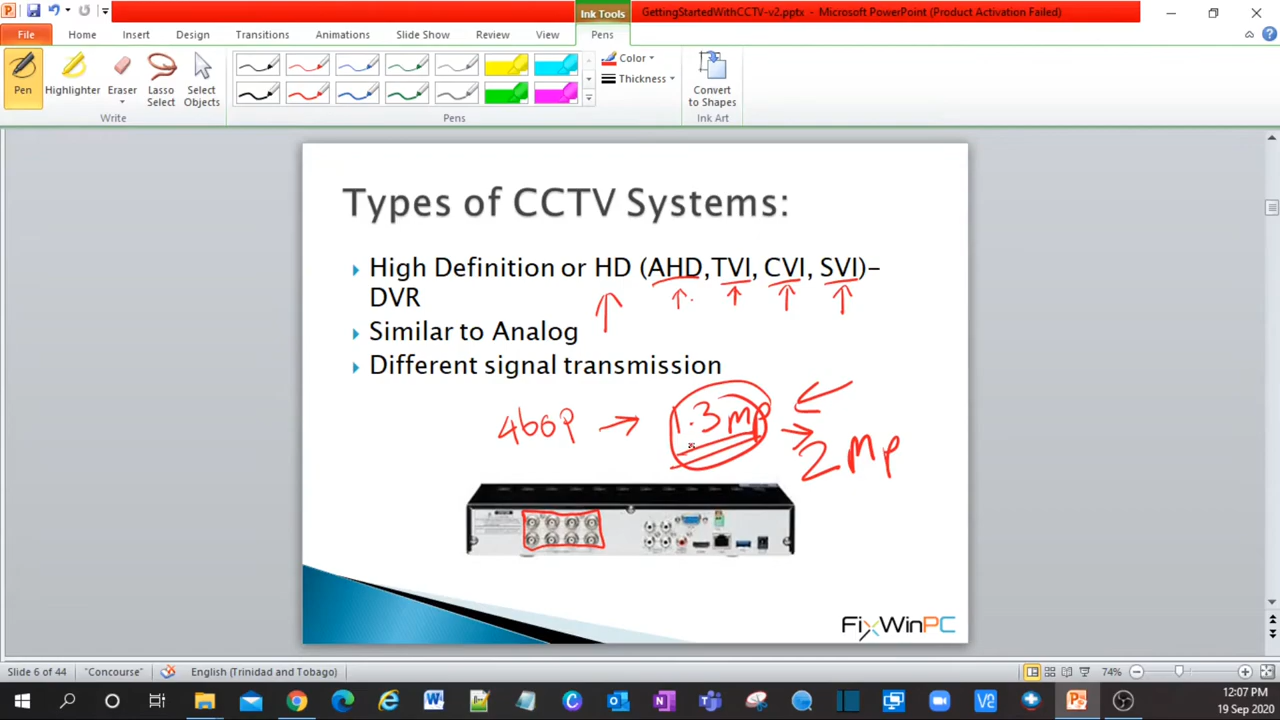 Ink Tools
GettingStartedWithCCTV-v2.pptx - Microsoft PowerPoint (Product Activation Failed)
File Home Insert Design Transitions Animations Slide Show Review View Pens
Pen
Highlighter
Eraser
Lasso Select
Select Objects
Color
Thickness
Convert to Shapes
Write
Pens
Ink Art
Types of CCTV Systems:
High Definition or HD (AHD,TVI, CVI, SVI)–
DVR
Similar to Analog
Different signal transmission
460P 1.3mp
2 Mp
FixWinPC
Slide 6 of 44 "Concourse" English (Trinidad and Tobago) 74%
12:07 PM
19 Sep 2020